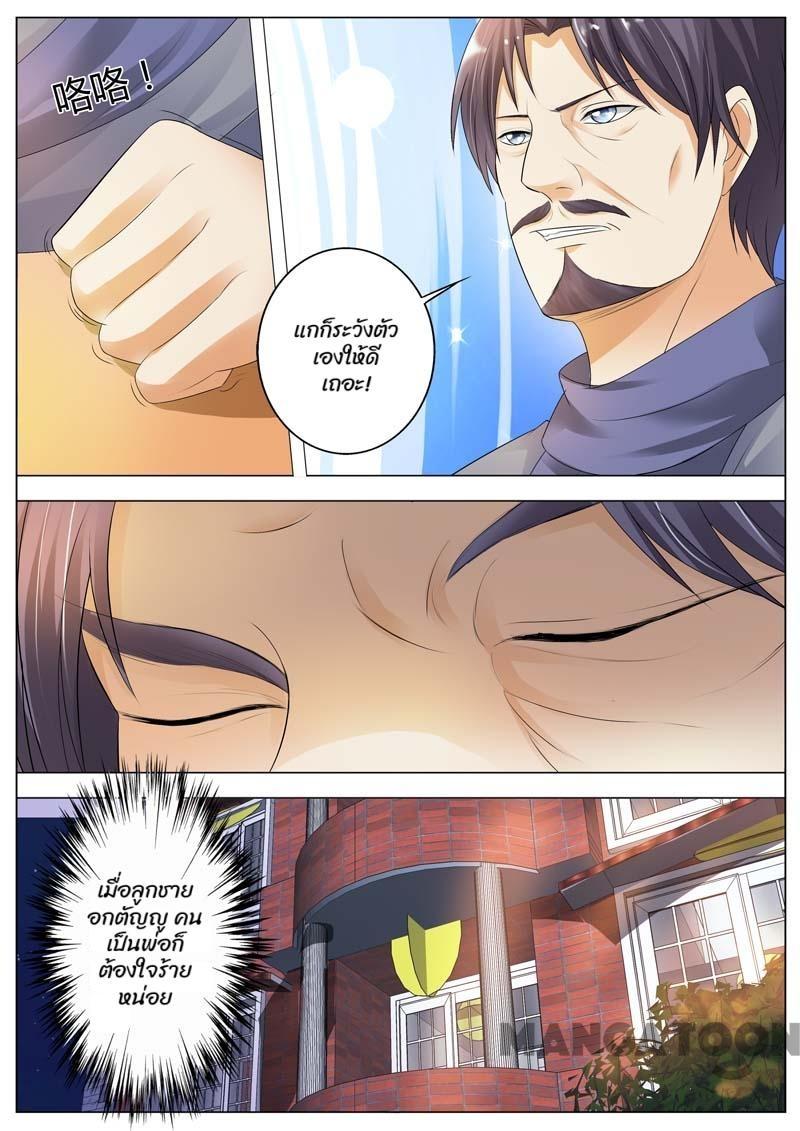 咯咯！
แกก็ระวังตัว
เองให้ดี
เถอะ!
เมื่อลูกชาย
อกตัญญู คน
เป็นพ่อก็
ต้องใจร้าย
หน่อย
MANGATOON